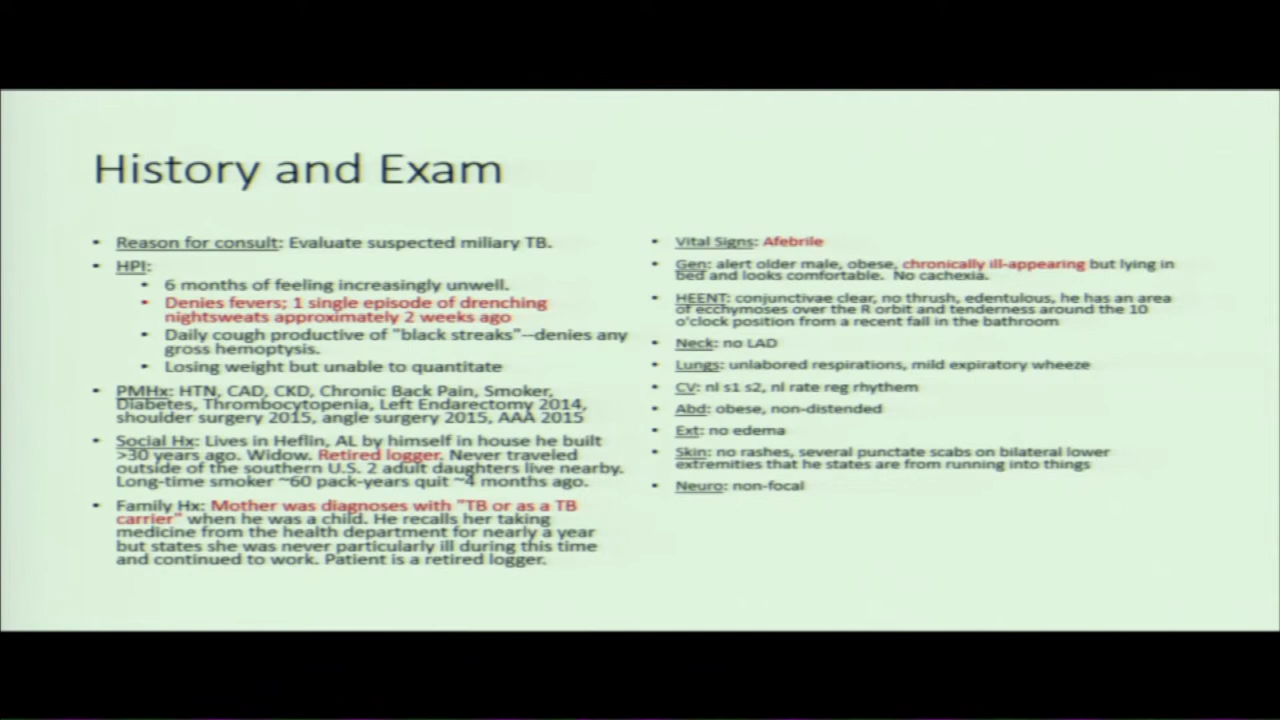 History and Exam
• Reason for consult: Evaluate suspected miliary TB.
• HPI:
• 6 months of feeling increasingly unwell.
• Denies fevers; 1 single episode of drenching
nightsweats approximately 2 weeks ago
• Daily cough productive of "black streaks"--denies any
gross hemoptysis.
• Losing weight but unable to quantitate
• PMHx: HTN, CAD, CKD, Chronic Back Pain, Smoker,
Diabetes, Thrombocytopenia, Left Endarectomy 2014,
shoulder surgery 2015, angle surgery 2015, AAA 2015
• Social Hx: Lives in Heflin, AL by himself in house he built
>30 years ago. Widow. Retired logger. Never traveled
outside of the southern U.S. 2 adult daughters live nearby.
Long-time smoker ~60 pack-years quit ~4 months ago.
• Family Hx: Mother was diagnoses with "TB or as a TB
carrier" when he was a child. He recalls her taking
medicine from the health department for nearly a year
but states she was never particularly ill during this time
and continued to work. Patient is a retired logger.
• Vital Signs: Afebrile
• Gen: alert older male, obese, chronically ill-appearing but lying in
bed and looks comfortable. No cachexia.
• HEENT: conjunctivae clear, no thrush, edentulous, he has an area
of ecchymoses over the R orbit and tenderness around the 10
o'clock position from a recent fall in the bathroom
• Neck: no LAD
• Lungs: unlabored respirations, mild expiratory wheeze
• CV: nl s1 s2, nl rate reg rhythem
• Abd: obese, non-distended
• Ext: no edema
• Skin: no rashes, several punctate scabs on bilateral lower
extremities that he states are from running into things
• Neuro: non-focal